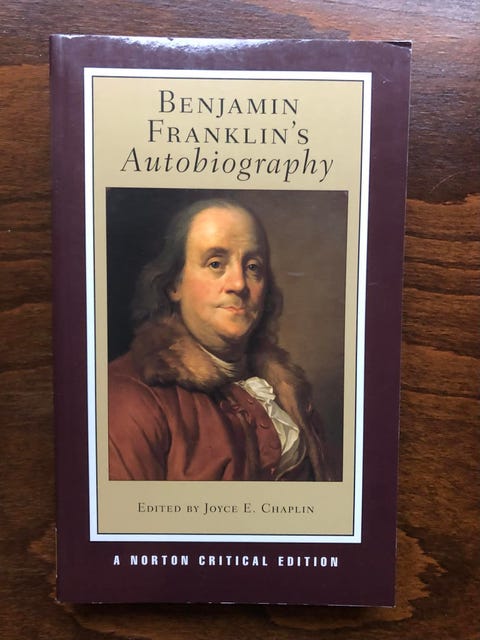 BENJAMIN
FRANKLIN'S
Autobiography
EDITED BY JOYCE E. CHAPLIN
A NORTON CRITICAL EDITION